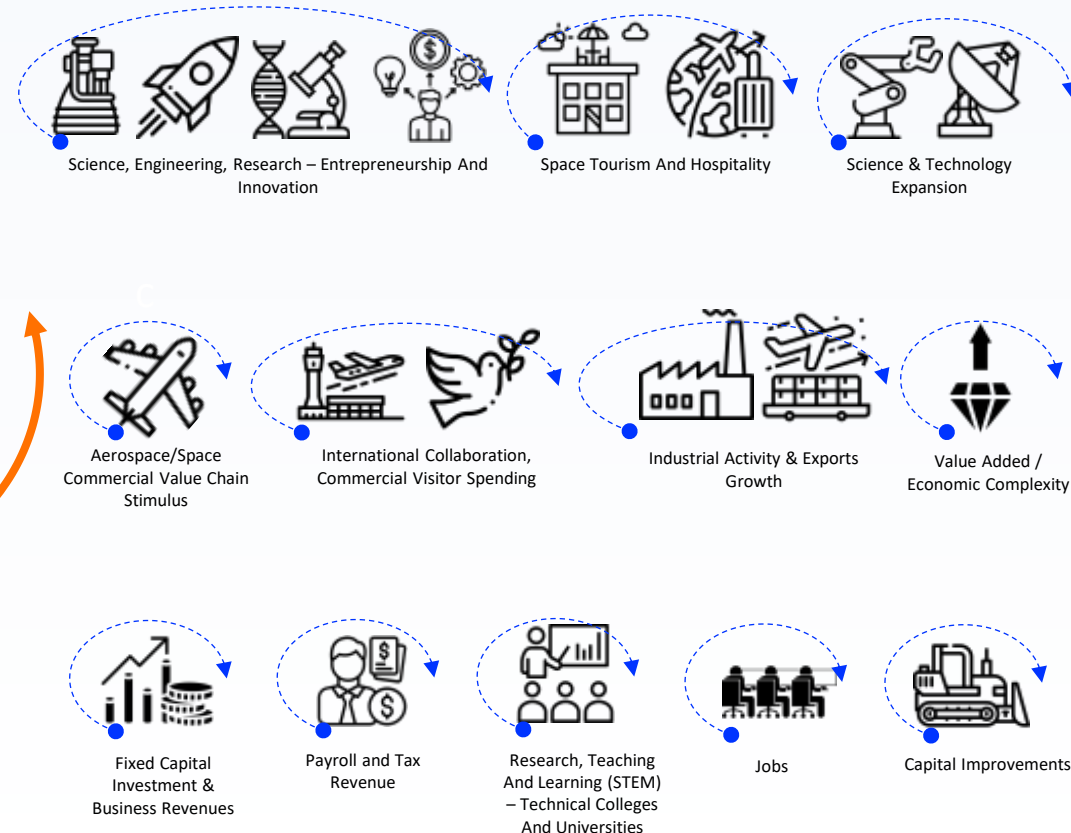 Science, Engineering, Research – Entrepreneurship And
Innovation
Space Tourism And Hospitality
Science & Technology
Expansion
C
Aerospace/Space
Commercial Value Chain
Stimulus
International Collaboration,
Commercial Visitor Spending
Industrial Activity & Exports
Growth
Value Added /
Economic Complexity
Fixed Capital
Investment &
Business Revenues
Payroll and Tax
Revenue
Research, Teaching
And Learning (STEM)
– Technical Colleges
And Universities
Jobs
Capital Improvements